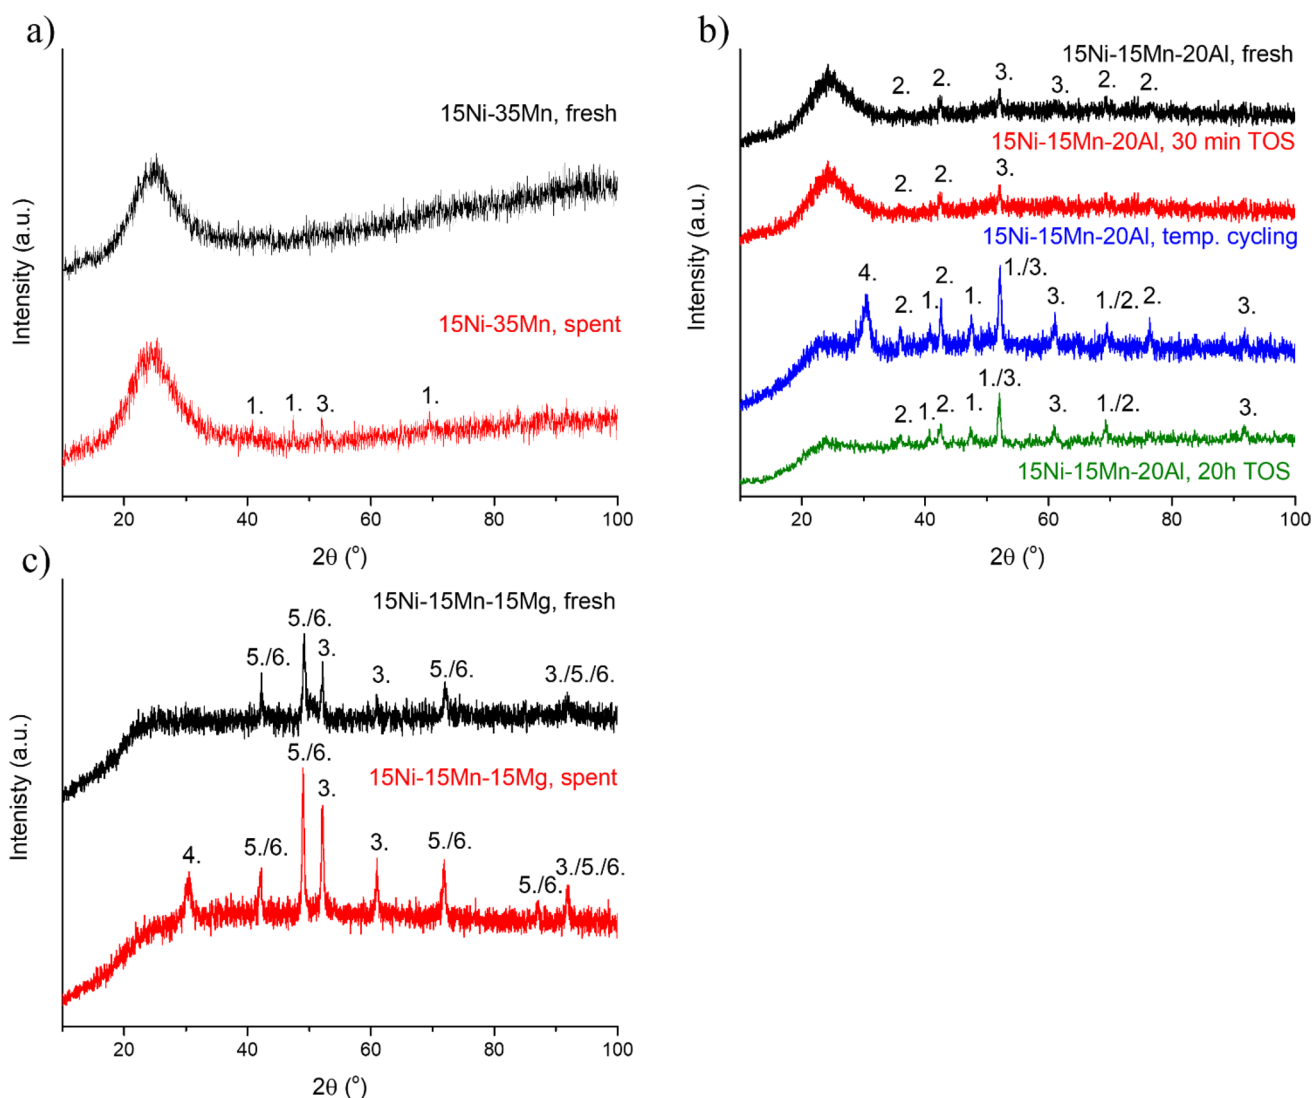 a)
15Ni-35Mn, fresh
15Ni-35Mn, spent
1. 1. 3. 1.
Intensity (a.u.)
20 40 60 80 100
2θ (°)
b)
15Ni-15Mn-20Al, fresh
2. 2. 3. 3. 2. 2.
15Ni-15Mn-20Al, 30 min TOS
2. 2. 3.
15Ni-15Mn-20Al, temp. cycling
4. 2. 1. 2. 1. 1./3. 3. 1./2. 2. 3.
2. 1. 2. 1. 1./3. 3. 1./2. 3.
15Ni-15Mn-20Al, 20h TOS
Intensity (a.u.)
20 40 60 80 100
2θ (°)
c)
15Ni-15Mn-15Mg, fresh
5./6. 5./6. 3. 3. 5./6. 3./5./6.
15Ni-15Mn-15Mg, spent
4. 5./6. 5./6. 3. 3. 5./6. 5./6. 3./5./6.
Intenisty (a.u.)
20 40 60 80 100
2θ (°)